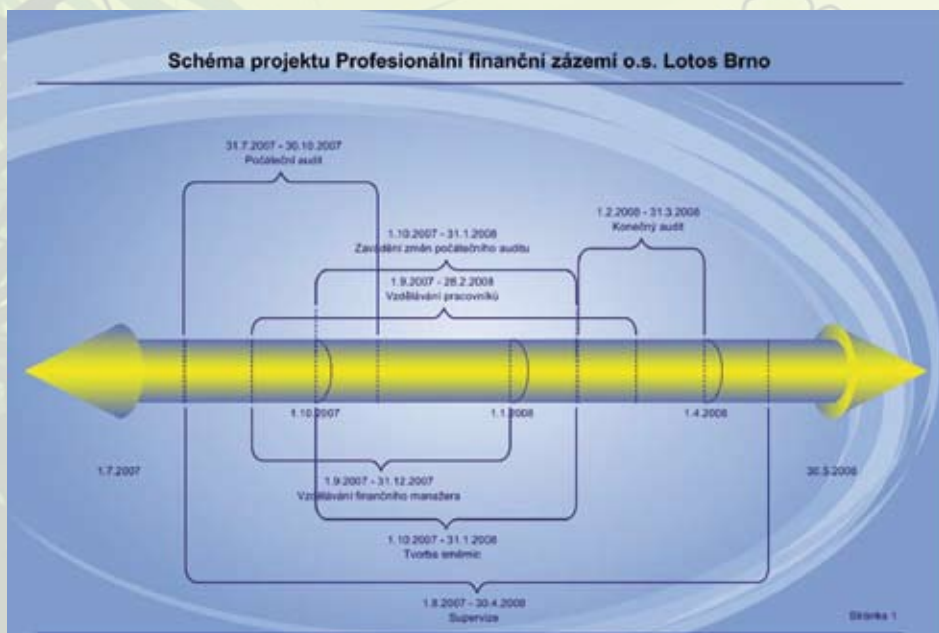 Schéma projektu Profesionální finanční zázemí o.s. Lotos Brno
31.7.2007 - 30.10.2007
Počáteční audit
1.2.2008 - 31.3.2008
Konečný audit
1.10.2007 - 31.1.2008
Zavádění změn počátečního auditu
1.9.2007 - 28.2.2008
Vzdělávání pracovníků
1.10.2007
1.1.2008
1.4.2008
1.7.2007
30.5.2008
1.9.2007 - 31.12.2007
Vzdělávání finančního manažera
1.10.2007 - 31.1.2008
Tvorba směrnic
1.8.2007 - 30.4.2008
Supervize
Stránka 1